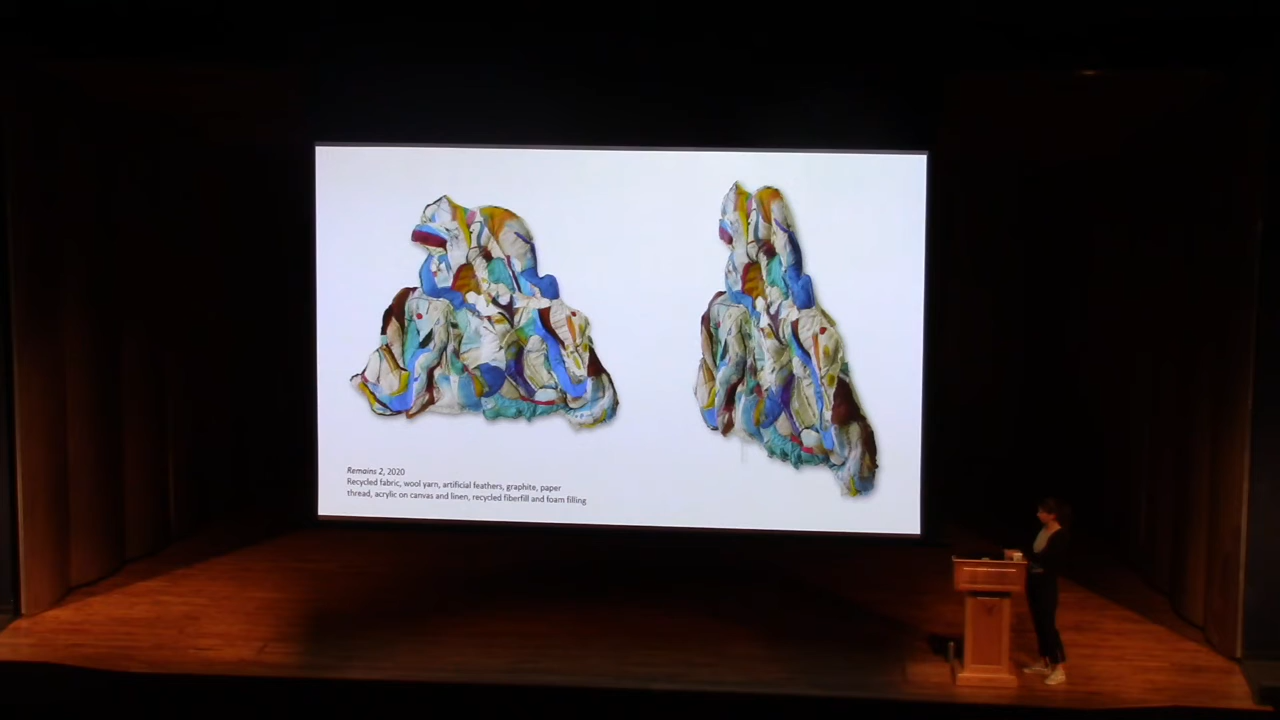 Remains 2, 2020
Recycled fabric, wool yarn, artificial feathers, graphite, paper
thread, acrylic on canvas and linen, recycled fiberfill and foam filling